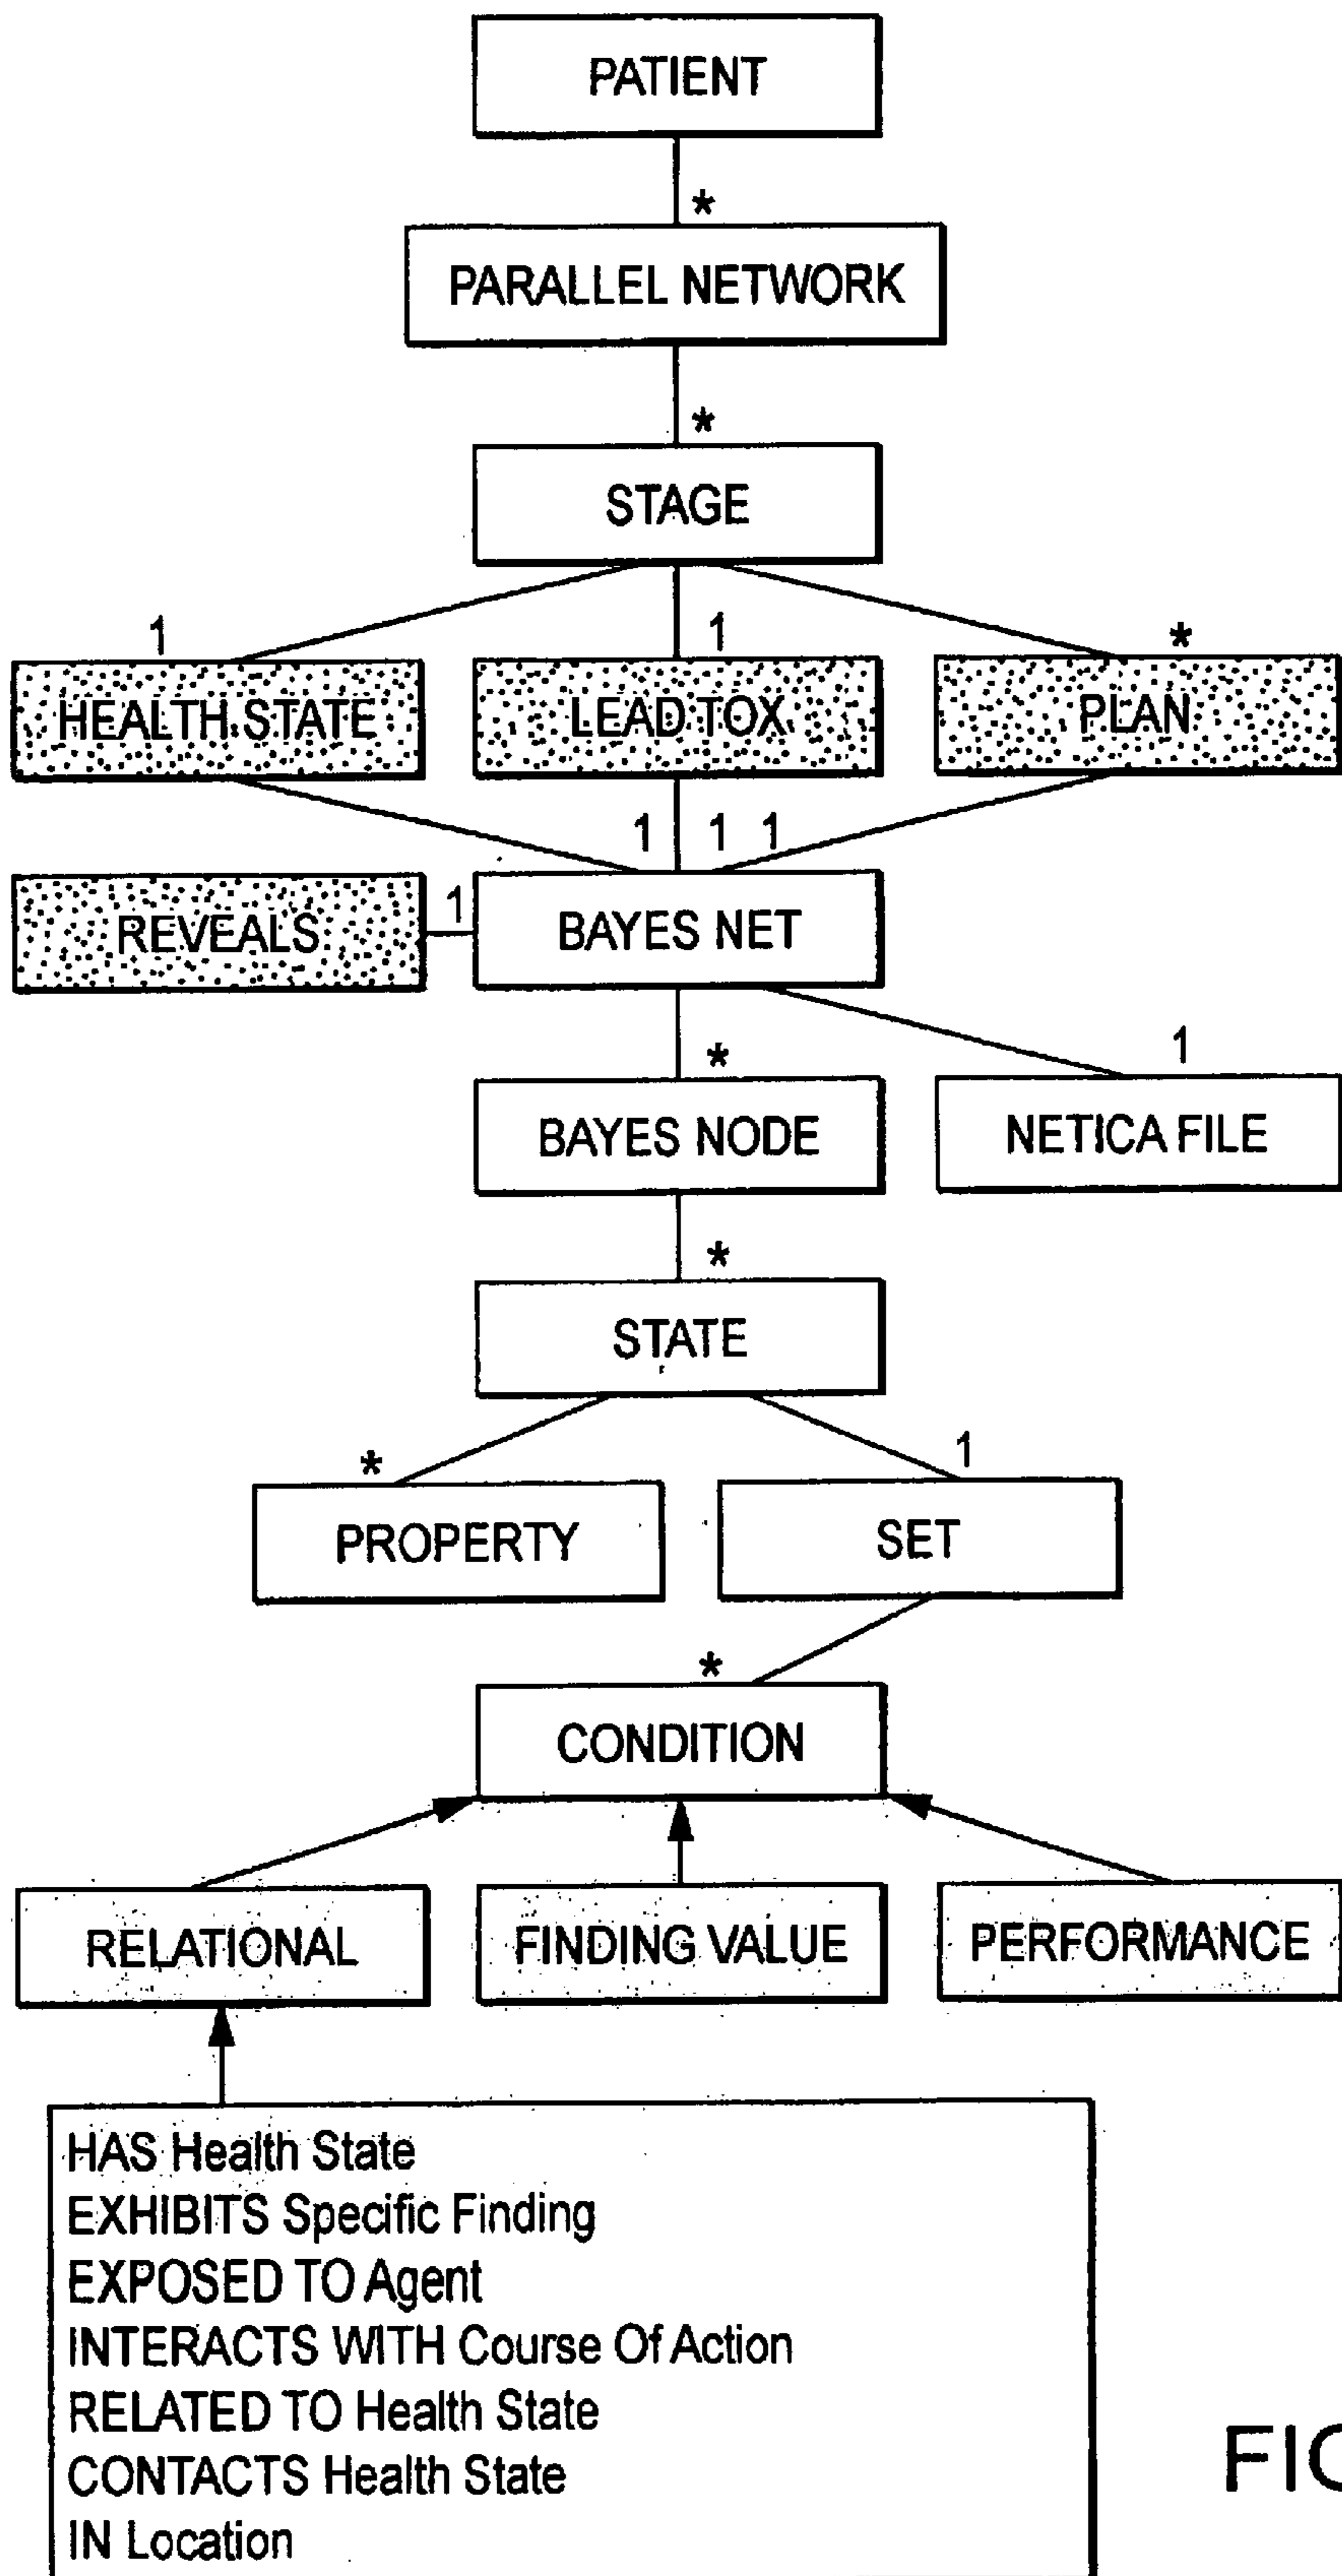 PATIENT
*
PARALLEL NETWORK
*
STAGE
1 1 *
HEALTH STATE LEAD TOX PLAN
1 1 1
REVEALS 1 BAYES NET
* 1
BAYES NODE NETICA FILE
*
STATE
* 1
PROPERTY SET
*
CONDITION
RELATIONAL FINDING VALUE PERFORMANCE
HAS Health State
EXHIBITS Specific Finding
EXPOSED TO Agent
INTERACTS WITH Course Of Action
RELATED TO Health State
CONTACTS Health State
IN Location